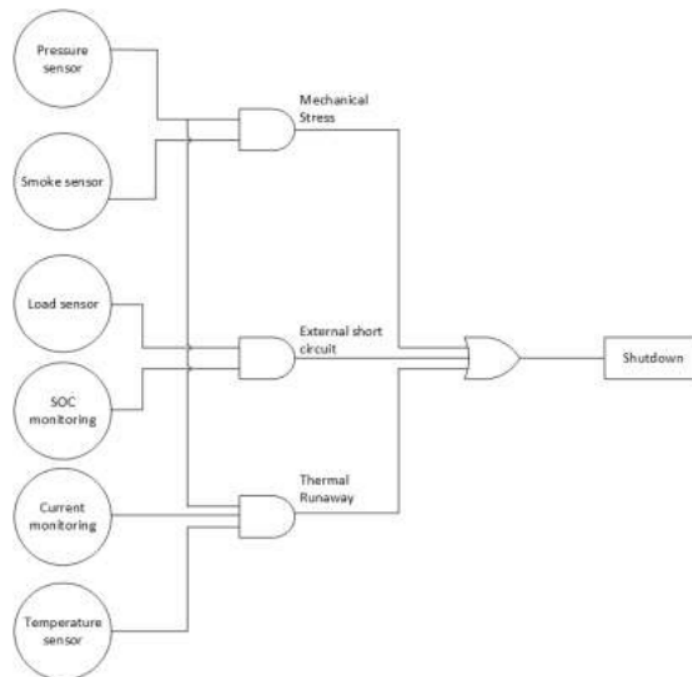 Pressure
sensor
Mechanical
Stress
Smoke sensor
Load sensor
External short
circuit
Shutdown
SOC
monitoring
Thermal
Runaway
Current
monitoring
Temperature
sensor